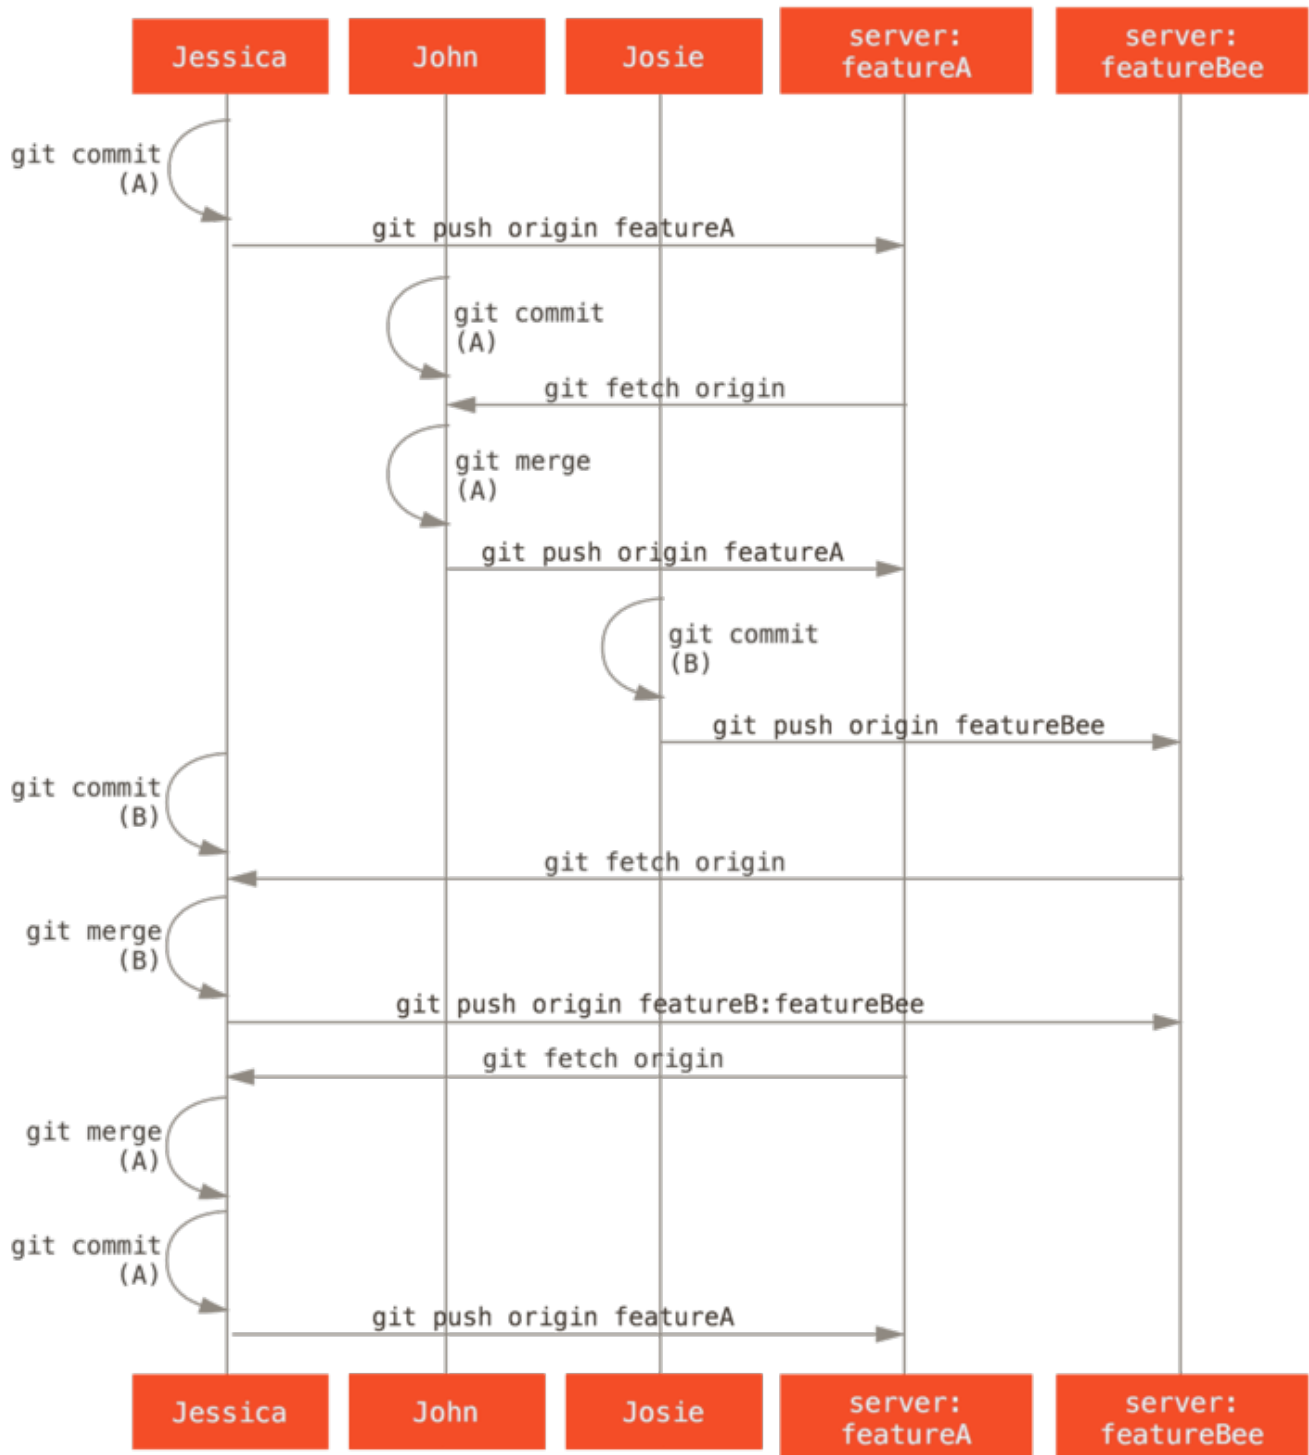 Jessica
John
Josie
server:
featureA
server:
featureBee
git commit
(A)
git push origin featureA
git commit
(A)
git fetch origin
git merge
(A)
git push origin featureA
git commit
(B)
git push origin featureBee
git commit
(B)
git fetch origin
git merge
(B)
git push origin featureB:featureBee
git fetch origin
git merge
(A)
git commit
(A)
git push origin featureA
Jessica
John
Josie
server:
featureA
server:
featureBee